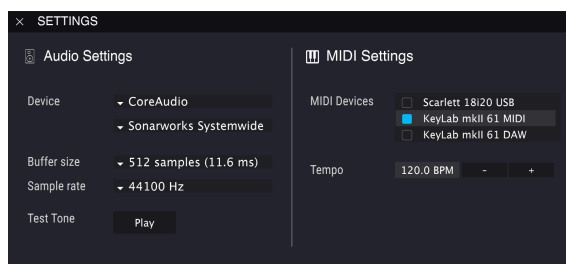 × SETTINGS
Audio Settings
Device
CoreAudio
Sonarworks Systemwide
Buffer size
512 samples (11.6 ms)
Sample rate
44100 Hz
Test Tone
Play
MIDI Settings
MIDI Devices
Scarlett 18i20 USB
KeyLab mkII 61 MIDI
KeyLab mkII 61 DAW
Tempo
120.0 BPM
-
+